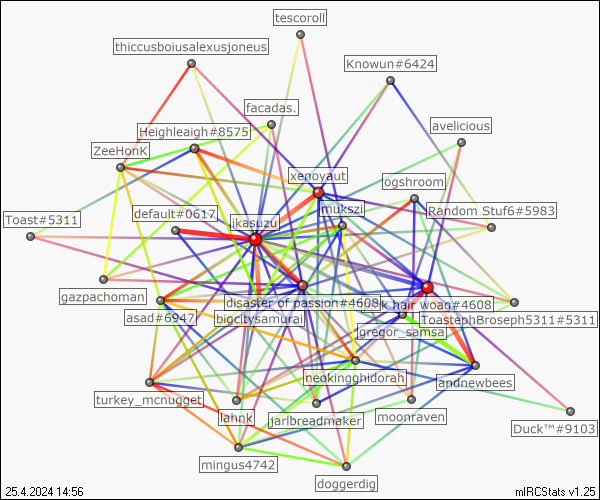 tescoroll
thiccusboiusalexusjoneus
Knowun#6424
facadas.
avelicious
Heighleaigh#8575
ZeeHonK
xenoyaut
ogshroom
default#0617
jkasuzu
mukszi
Random Stuf6#5983
Toast#5311
gazpachoman
disaster of passion#4608
k hair woag#4608
asad#6947
bigcitysamurai
ToastephBroseph5311#5311
gregor_samsa
neokingghidorah
andnewbees
turkey_mcnugget
lahnk
jarlbreadmaker
moonraven
Duck™#9103
mingus4742
doggerdig
25.4.2024 14:56
mIRCStats v1.25